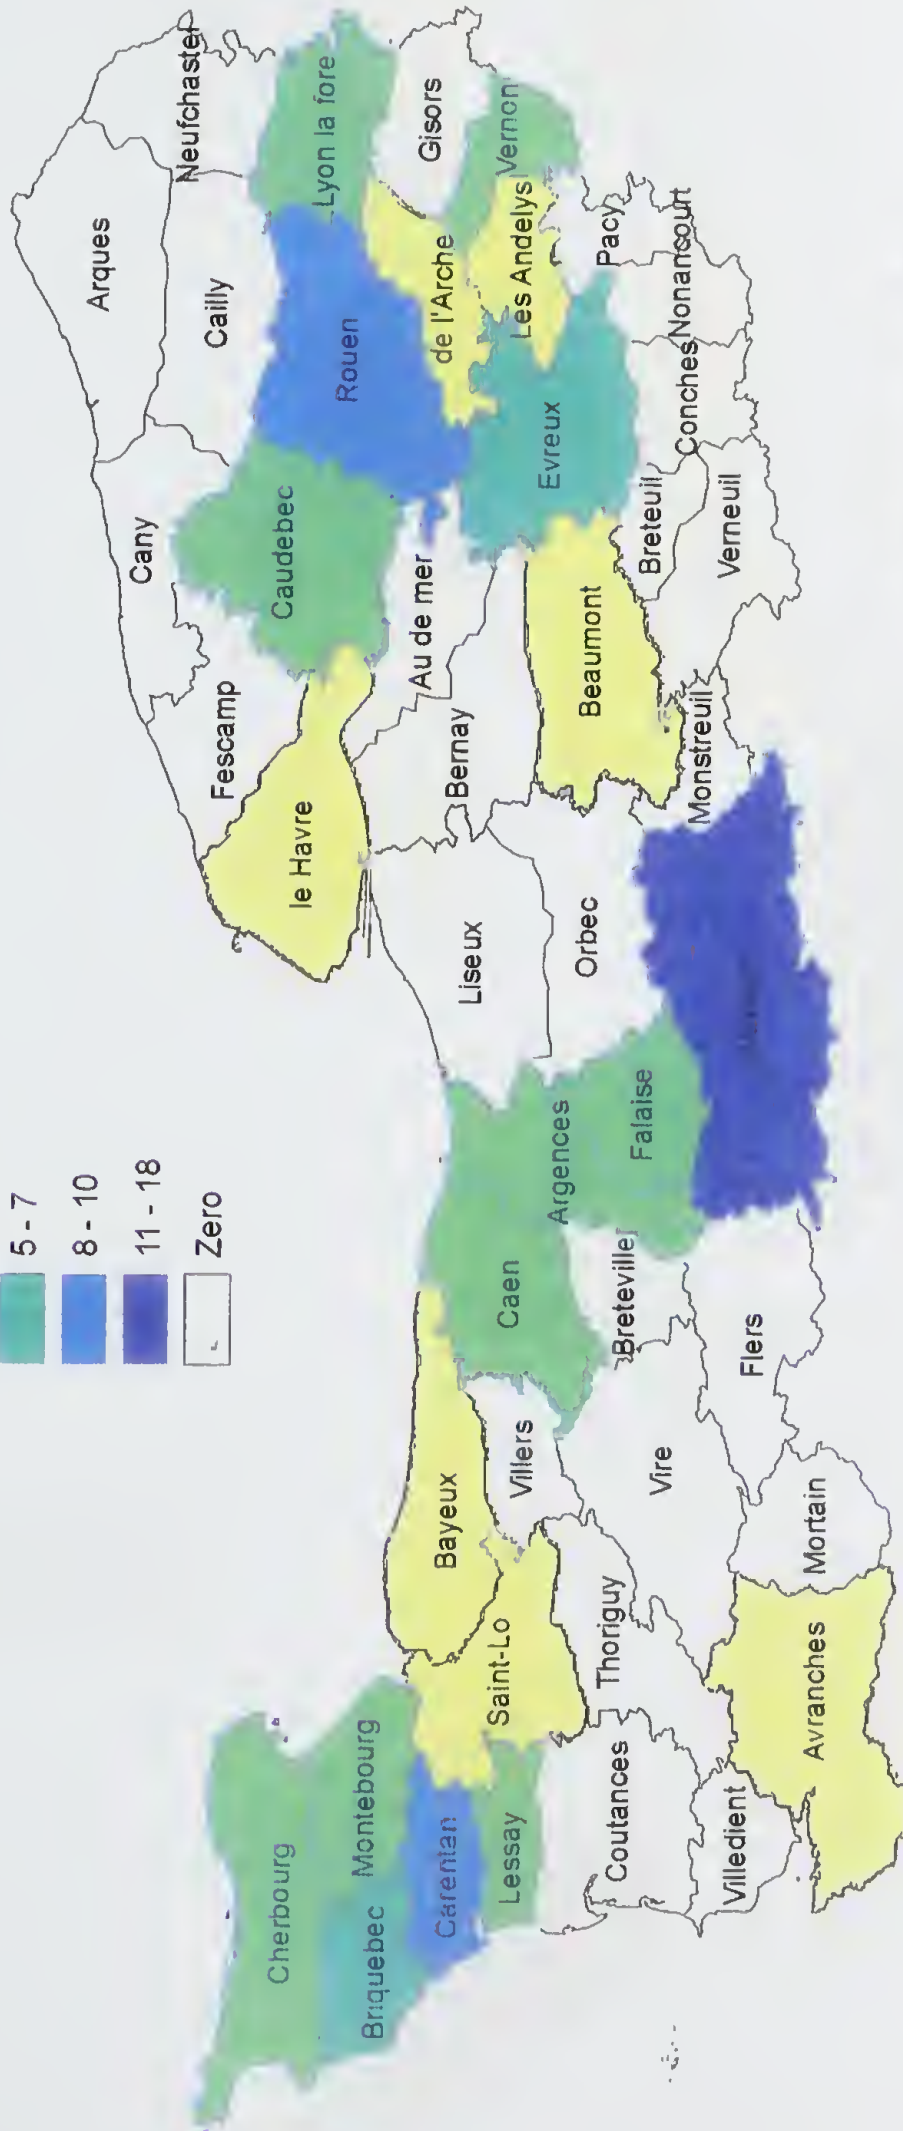 5 - 7
8 - 10
11 - 18
Zero
Neufchastel
Arques
Lyon la fore
Cailly
Gisors
Vernon
Rouen
de l'Arche
Les Andelys
Pacy
Nonancourt
Cany
Caudebec
Evreux
Conches
Au de mer
Breteuil
Verneuil
Fescamp
Beaumont
Bernay
Monstreuil
le Havre
Liseux
Orbec
Argences
Falaise
Caen
Breteville
Flers
Bayeux
Villers
Vire
Mortain
Saint-Lo
Thoriguy
Avranches
Cherbourg
Montebourg
Briquebec
Carentan
Lessay
Coutances
Villedient